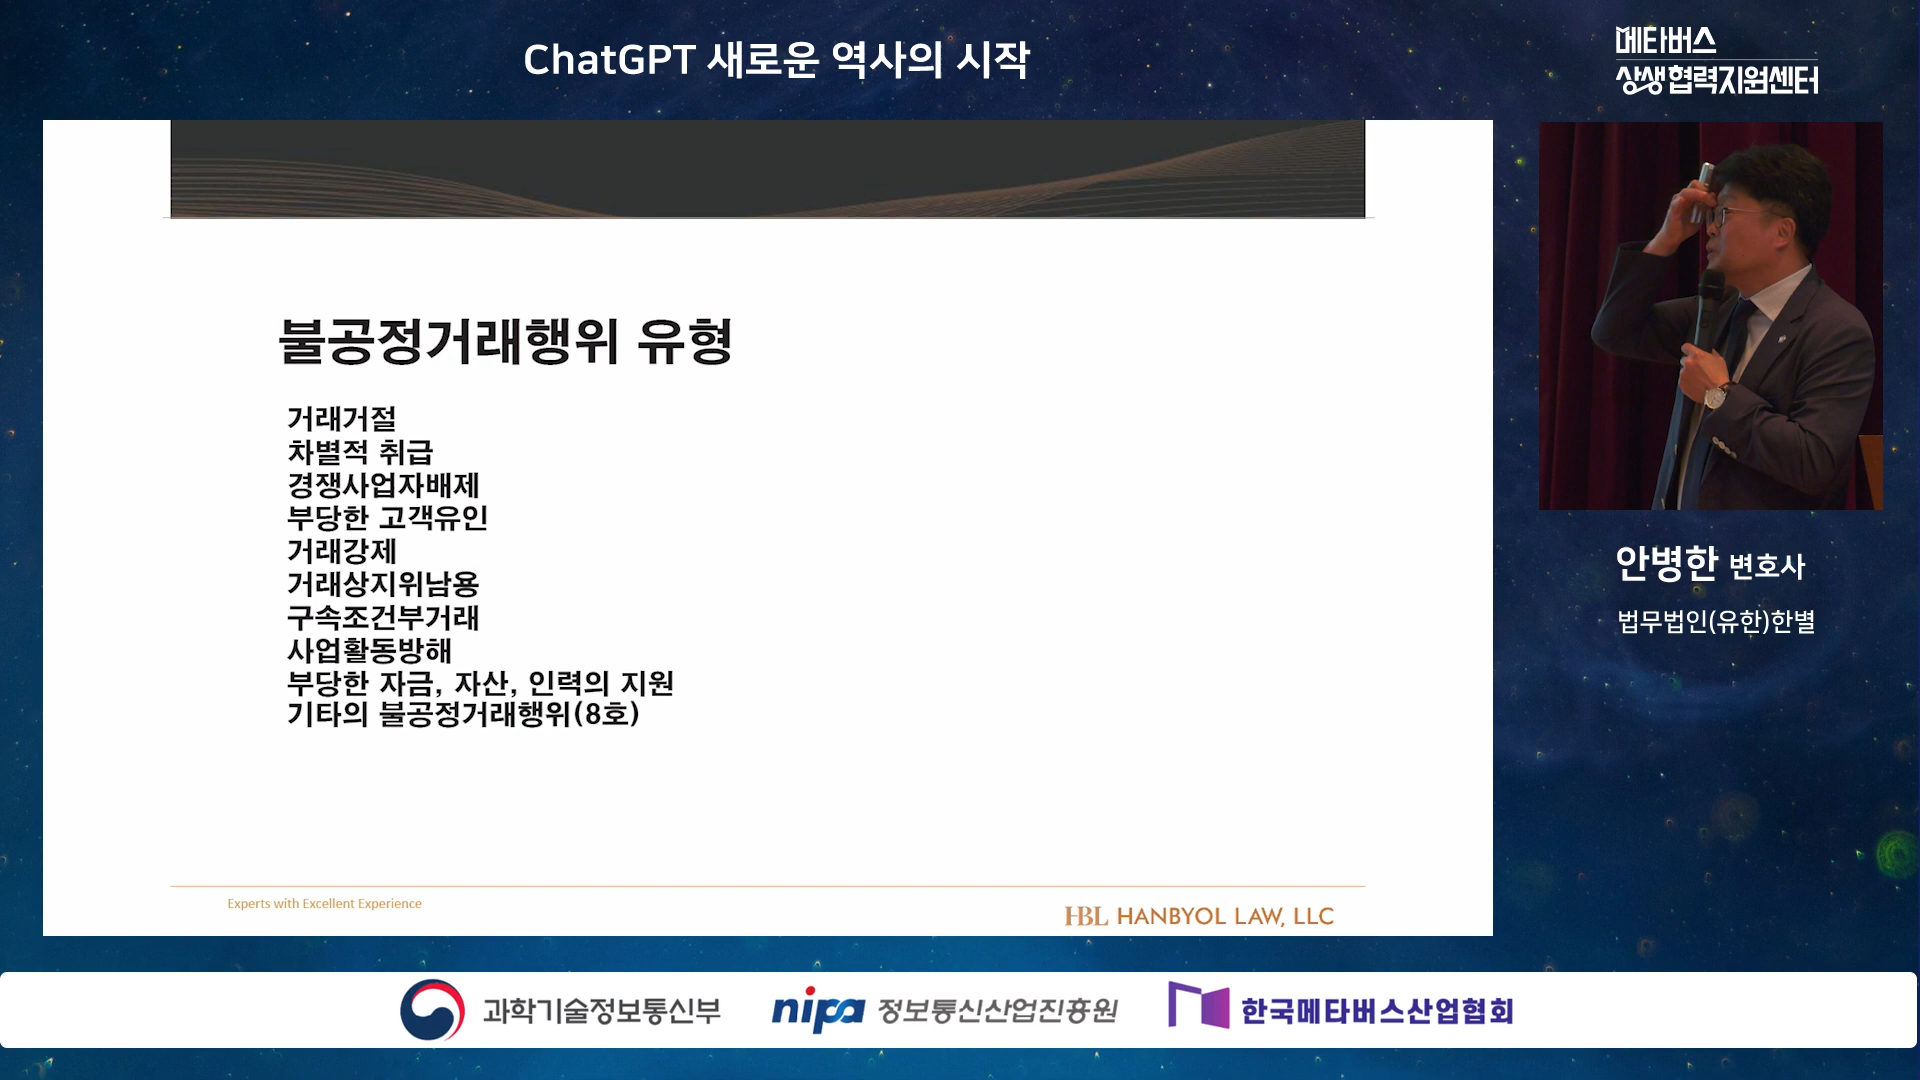 ChatGPT 새로운 역사의 시작
메타버스
상생협력지원센터
불공정거래행위 유형
거래거절
차별적 취급
경쟁사업자배제
부당한 고객유인
거래강제
거래상지위남용
구속조건부거래
사업활동방해
부당한 자금, 자산, 인력의 지원
기타의 불공정거래행위(8호)
Experts with Excellent Experience
HBL HANBYOL LAW, LLC
안병한 변호사
법무법인(유한)한별
과학기술정보통신부
nipa 정보통신산업진흥원
한국메타버스산업협회